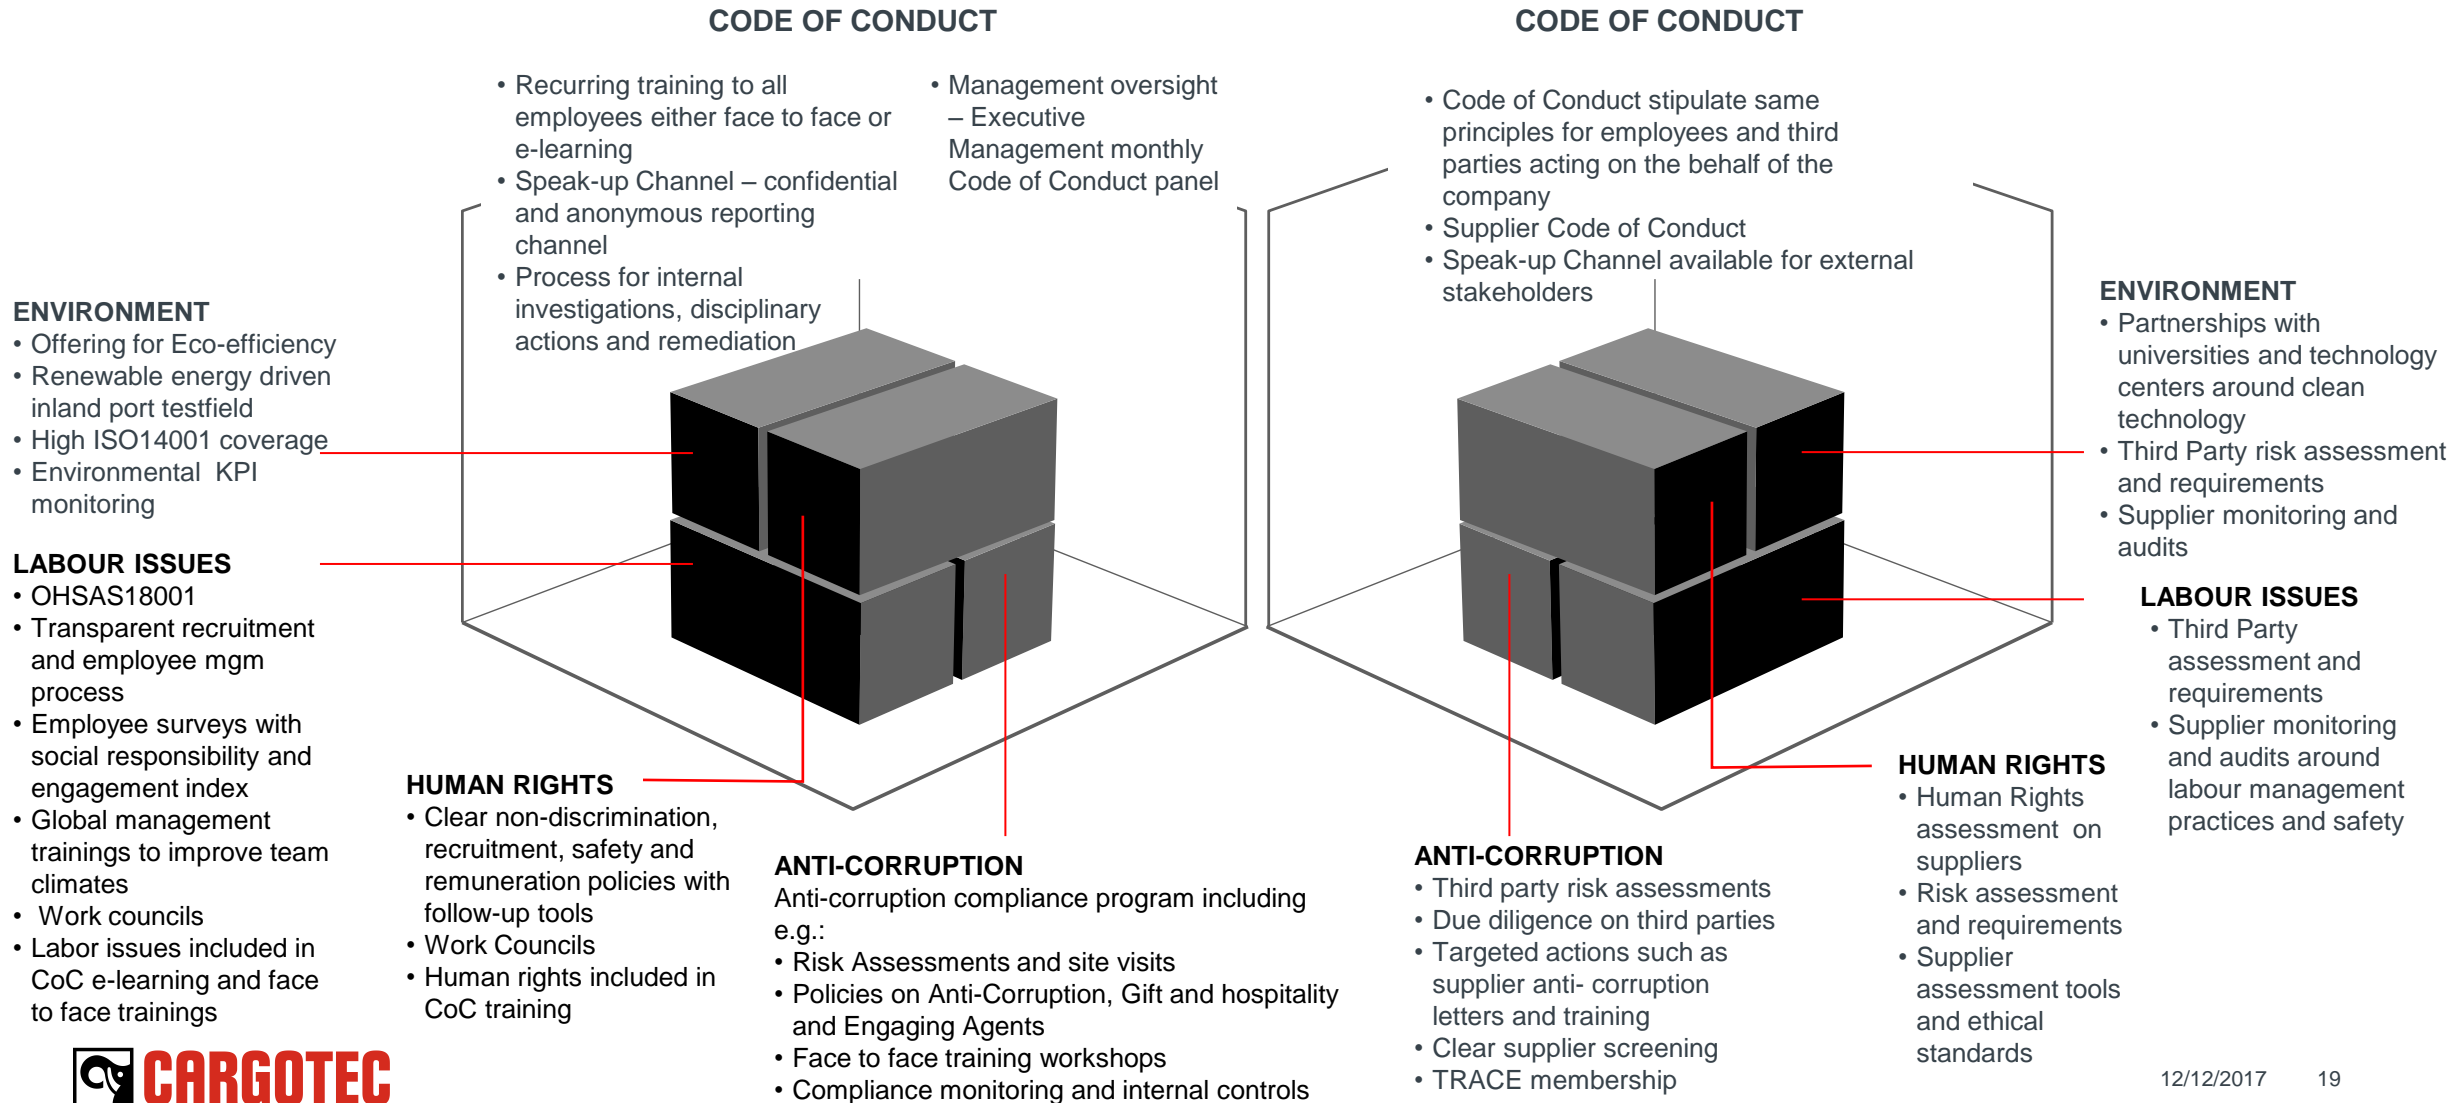 CODE OF CONDUCT
• Recurring training to all
employees either face to face or
e-learning
• Speak-up Channel – confidential
and anonymous reporting
channel
• Process for internal
investigations, disciplinary
actions and remediation
• Management oversight
– Executive
Management monthly
Code of Conduct panel
ENVIRONMENT
• Offering for Eco-efficiency
• Renewable energy driven
inland port testfield
• High ISO14001 coverage
• Environmental KPI
monitoring
LABOUR ISSUES
• OHSAS18001
• Transparent recruitment
and employee mgm
process
• Employee surveys with
social responsibility and
engagement index
• Global management
trainings to improve team
climates
• Work councils
• Labor issues included in
CoC e-learning and face
to face trainings
HUMAN RIGHTS
• Clear non-discrimination,
recruitment, safety and
remuneration policies with
follow-up tools
• Work Councils
• Human rights included in
CoC training
ANTI-CORRUPTION
Anti-corruption compliance program including
e.g.:
• Risk Assessments and site visits
• Policies on Anti-Corruption, Gift and hospitality
and Engaging Agents
• Face to face training workshops
• Compliance monitoring and internal controls
CODE OF CONDUCT
• Code of Conduct stipulate same
principles for employees and third
parties acting on the behalf of the
company
• Supplier Code of Conduct
• Speak-up Channel available for external
stakeholders
ENVIRONMENT
• Partnerships with
universities and technology
centers around clean
technology
• Third Party risk assessment
and requirements
• Supplier monitoring and
audits
LABOUR ISSUES
• Third Party
assessment and
requirements
• Supplier monitoring
and audits around
labour management
practices and safety
HUMAN RIGHTS
• Human Rights
assessment on
suppliers
• Risk assessment
and requirements
• Supplier
assessment tools
and ethical
standards
ANTI-CORRUPTION
• Third party risk assessments
• Due diligence on third parties
• Targeted actions such as
supplier anti- corruption
letters and training
• Clear supplier screening
• TRACE membership
CARGOTEC
12/12/2017 19